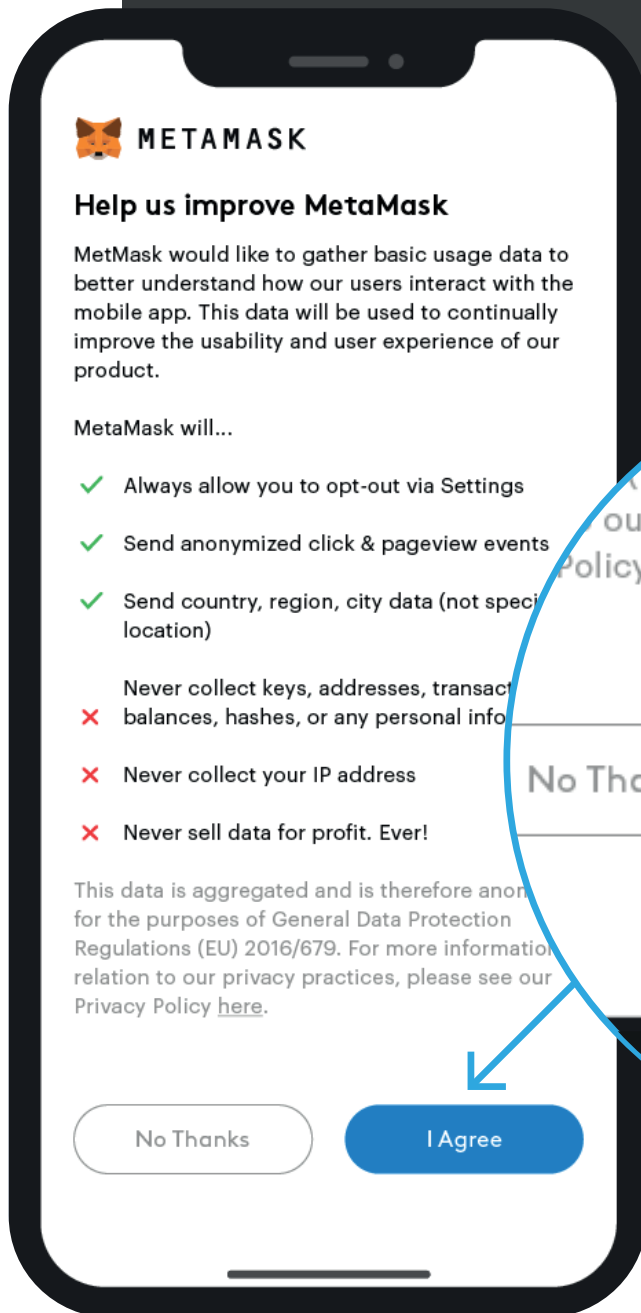 METAMASK
Help us improve MetaMask
MetMask would like to gather basic usage data to
better understand how our users interact with the
mobile app. This data will be used to continually
improve the usability and user experience of our
product.
MetaMask will...
Always allow you to opt-out via Settings
Send anonymized click & pageview events
Send country, region, city data (not
location)
Never collect keys, addresses,
balances, hashes, or any personal info
Never collect your IP address
Never sell data for profit. Ever!
This data is aggregated and is therefore
for the purposes of General Data Protection
Regulations (EU) 2016/679. For more
relation to our privacy practices, please see our
Privacy Policy here.
No Thanks
I Agree
Policy
No